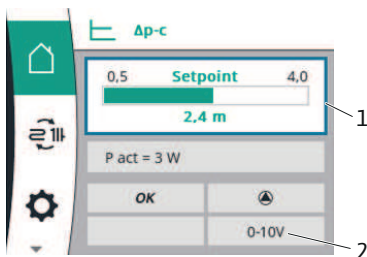 Δp-c
0,5 Setpoint 4,0
2,4 m
1
P act = 3 W
OK
0-10V
2